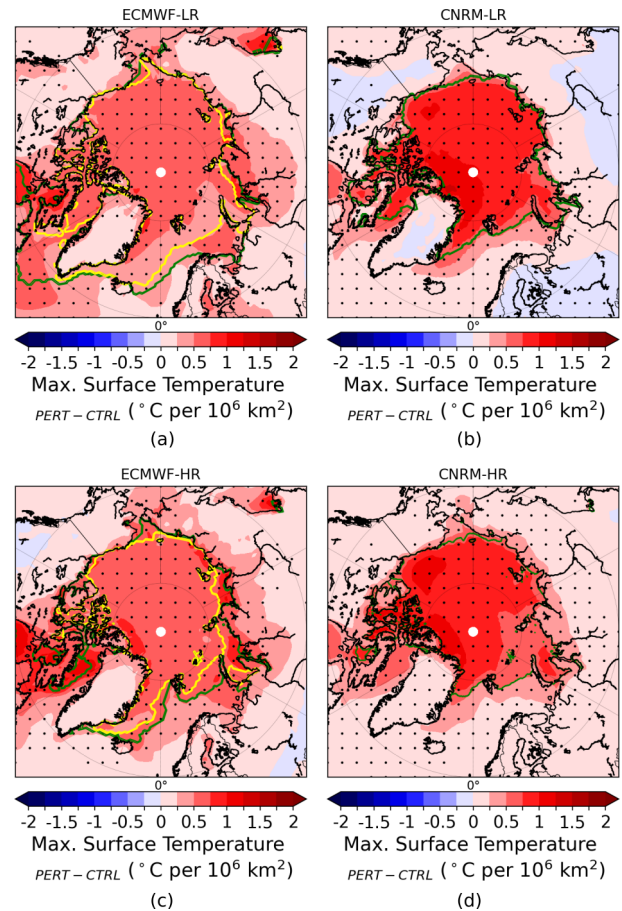 ECMWF-LR
CNRM-LR
0°
0°
-2 -1.5 -1 -0.5 0 0.5 1 1.5 2
-2 -1.5 -1 -0.5 0 0.5 1 1.5 2
Max. Surface Temperature
Max. Surface Temperature
PERT−CTRL (°C per 10⁶ km²)
PERT−CTRL (°C per 10⁶ km²)
(a)
(b)
ECMWF-HR
CNRM-HR
0°
0°
-2 -1.5 -1 -0.5 0 0.5 1 1.5 2
-2 -1.5 -1 -0.5 0 0.5 1 1.5 2
Max. Surface Temperature
Max. Surface Temperature
PERT−CTRL (°C per 10⁶ km²)
PERT−CTRL (°C per 10⁶ km²)
(c)
(d)